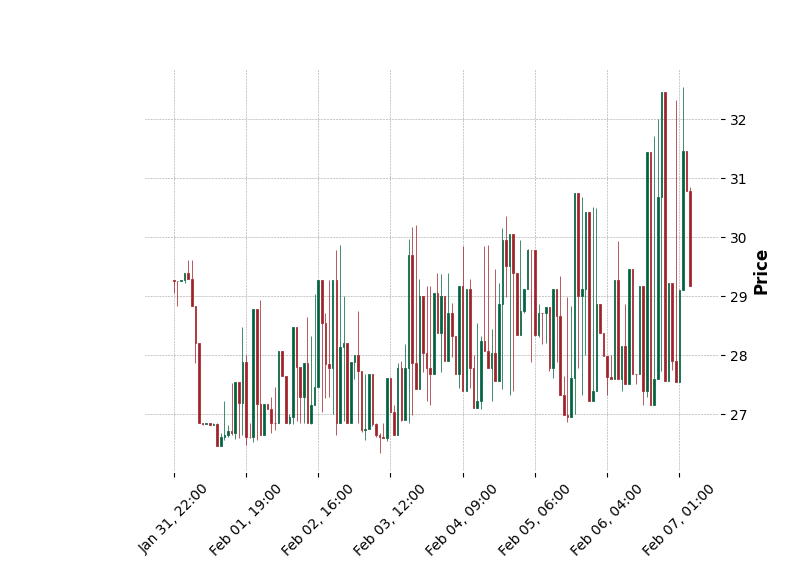 32
31
30
29
28
27
Price
Jan 31, 22:00
Feb 01, 19:00
Feb 02, 16:00
Feb 03, 12:00
Feb 04, 09:00
Feb 05, 06:00
Feb 06, 04:00
Feb 07, 01:00